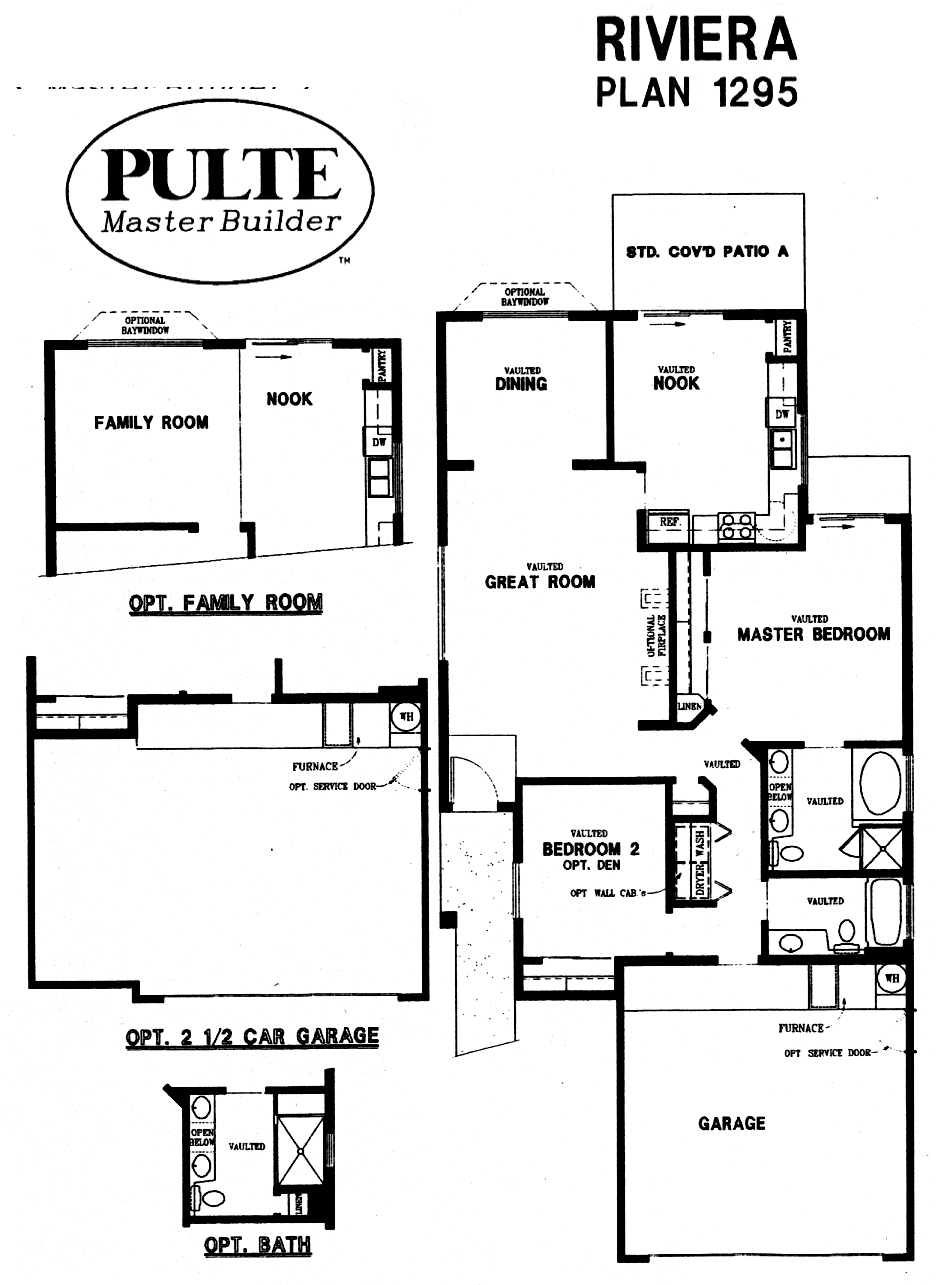 RIVIERA
PLAN 1295
PULTE
Master Builder
TM
STD. COV'D PATIO A
OPTIONAL
BAYWINDOW
VAULTED
DINING
VAULTED
NOOK
PANTRY
DW
REF.
VAULTED
GREAT ROOM
OPTIONAL
FIREPLACE
LINEN
VAULTED
MASTER BEDROOM
VAULTED
OPEN
BELOW
VAULTED
VAULTED
BEDROOM 2
OPT. DEN
WASH
DRYER
OPT WALL CAB.'s
VAULTED
WH
FURNACE
OPT SERVICE DOOR
GARAGE
OPTIONAL
BAYWINDOW
FAMILY ROOM
NOOK
PANTRY
DW
OPT. FAMILY ROOM
WH
FURNACE
OPT. SERVICE DOOR
OPT. 2 1/2 CAR GARAGE
OPEN
BELOW
VAULTED
LINEN
OPT. BATH